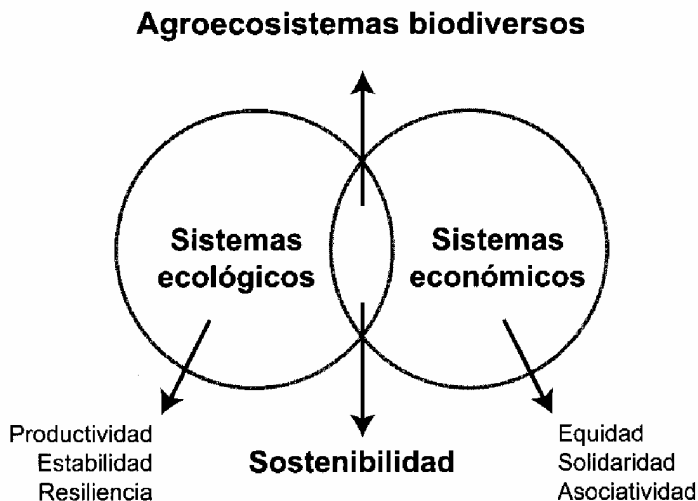 Agroecosistemas biodiversos
Sistemas
ecológicos
Sistemas
económicos
Productividad
Estabilidad
Resiliencia
Sostenibilidad
Equidad
Solidaridad
Asociatividad